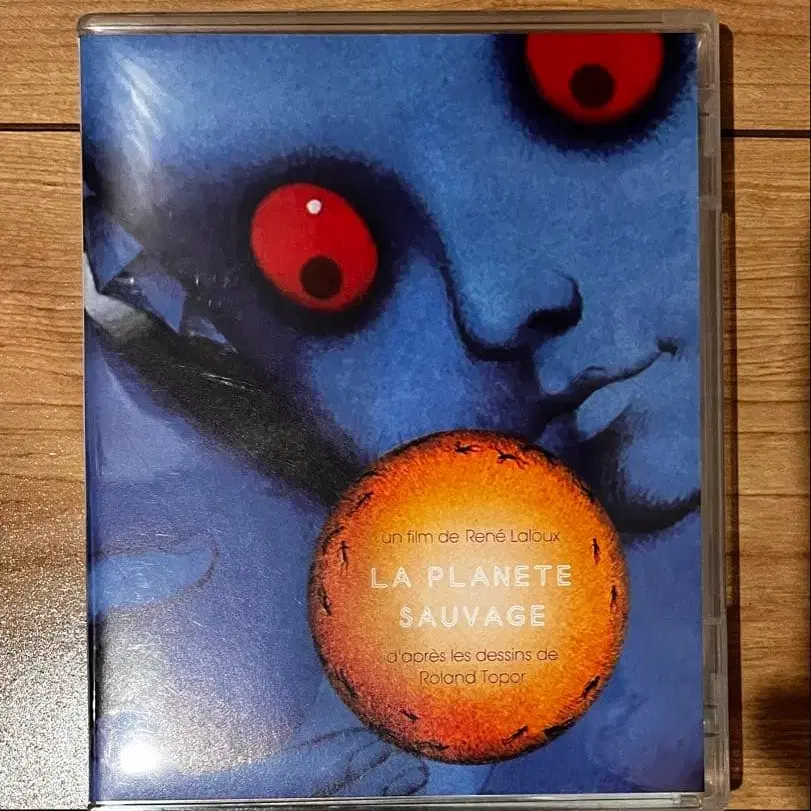 un film de René Laloux
LA PLANETE
SAUVAGE
d'après les dessins de
Roland Topor